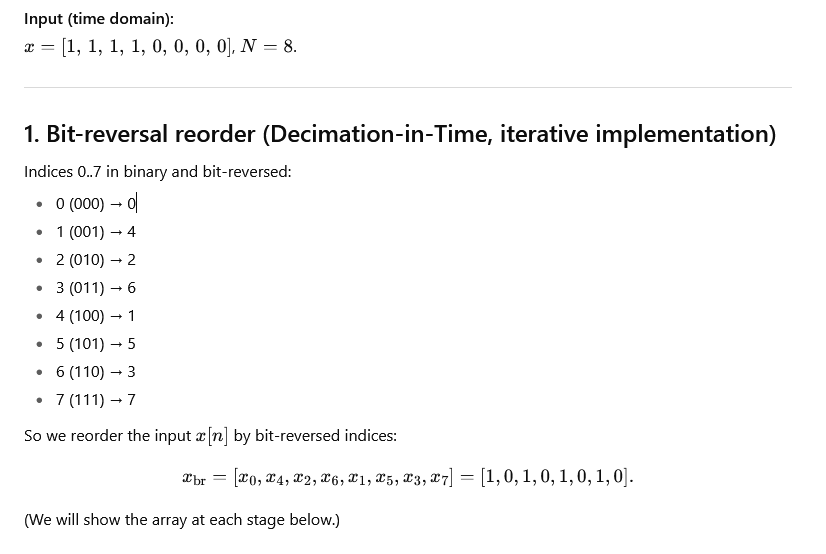 Input (time domain):
x = [1, 1, 1, 1, 0, 0, 0, 0], N = 8.
1. Bit-reversal reorder (Decimation-in-Time, iterative implementation)
Indices 0..7 in binary and bit-reversed:
• 0 (000) → 0
• 1 (001) → 4
• 2 (010) → 2
• 3 (011) → 6
• 4 (100) → 1
• 5 (101) → 5
• 6 (110) → 3
• 7 (111) → 7
So we reorder the input x[n] by bit-reversed indices:
x_br = [x_0, x_4, x_2, x_6, x_1, x_5, x_3, x_7] = [1, 0, 1, 0, 1, 0, 1, 0].
(We will show the array at each stage below.)